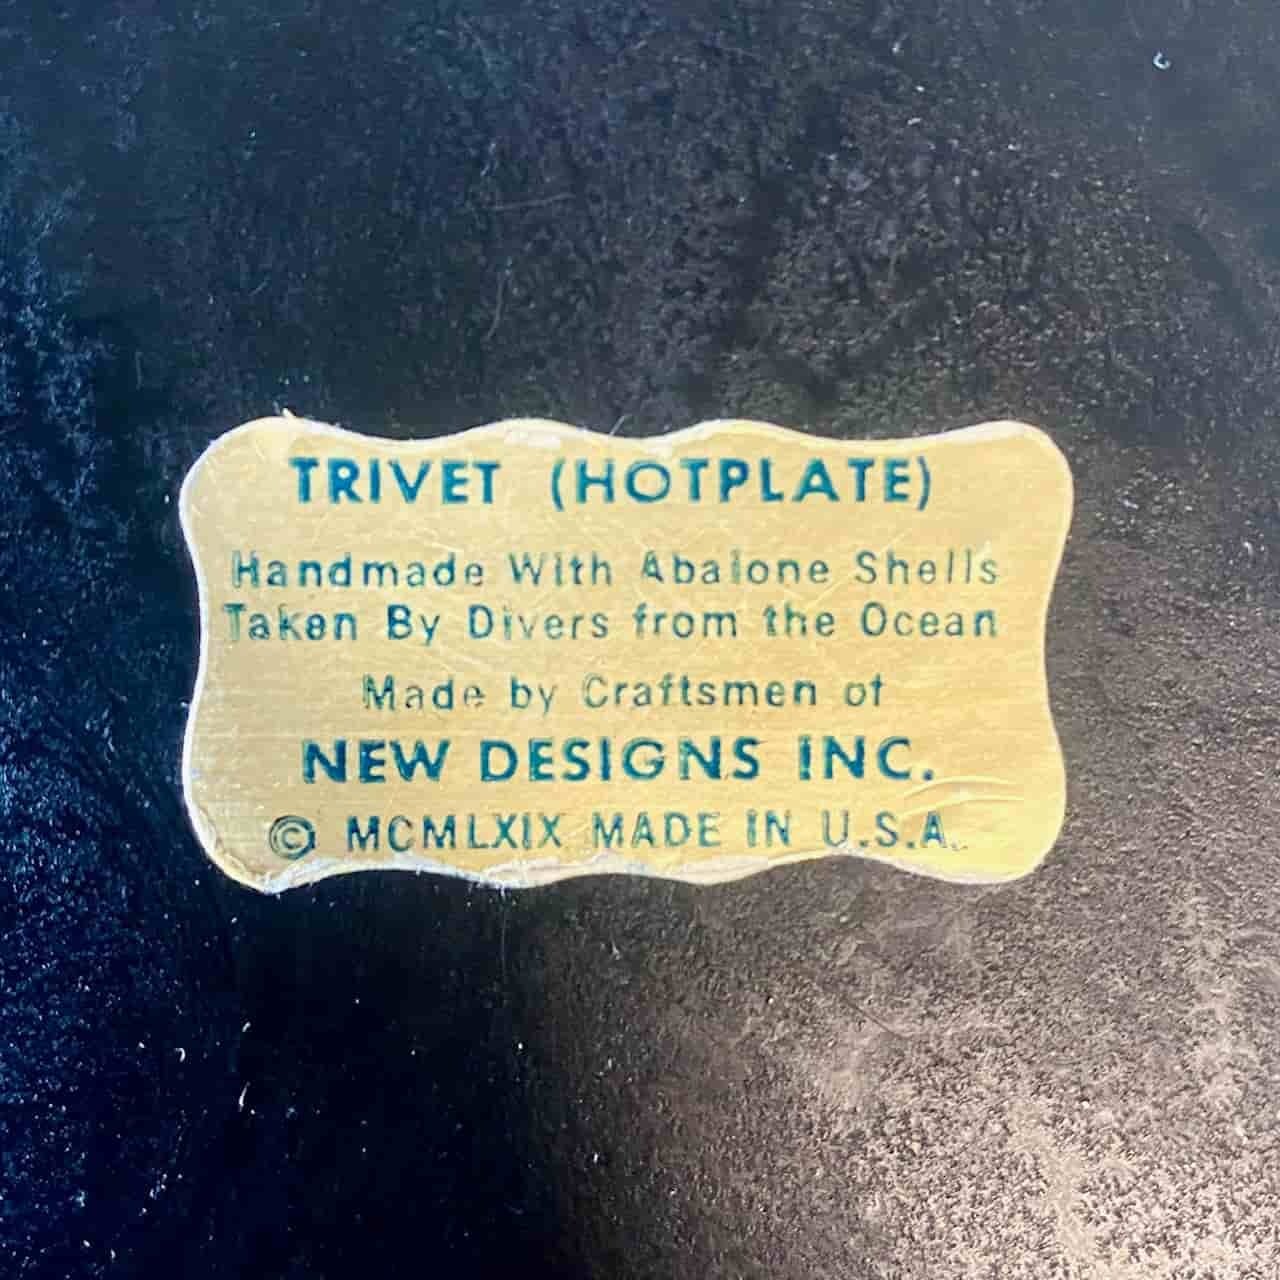 TRIVET (HOTPLATE)
Handmade With Abalone Shells
Taken By Divers from the Ocean
Made by Craftsmen of
NEW DESIGNS INC.
© MCMLXIX MADE IN U.S.A.